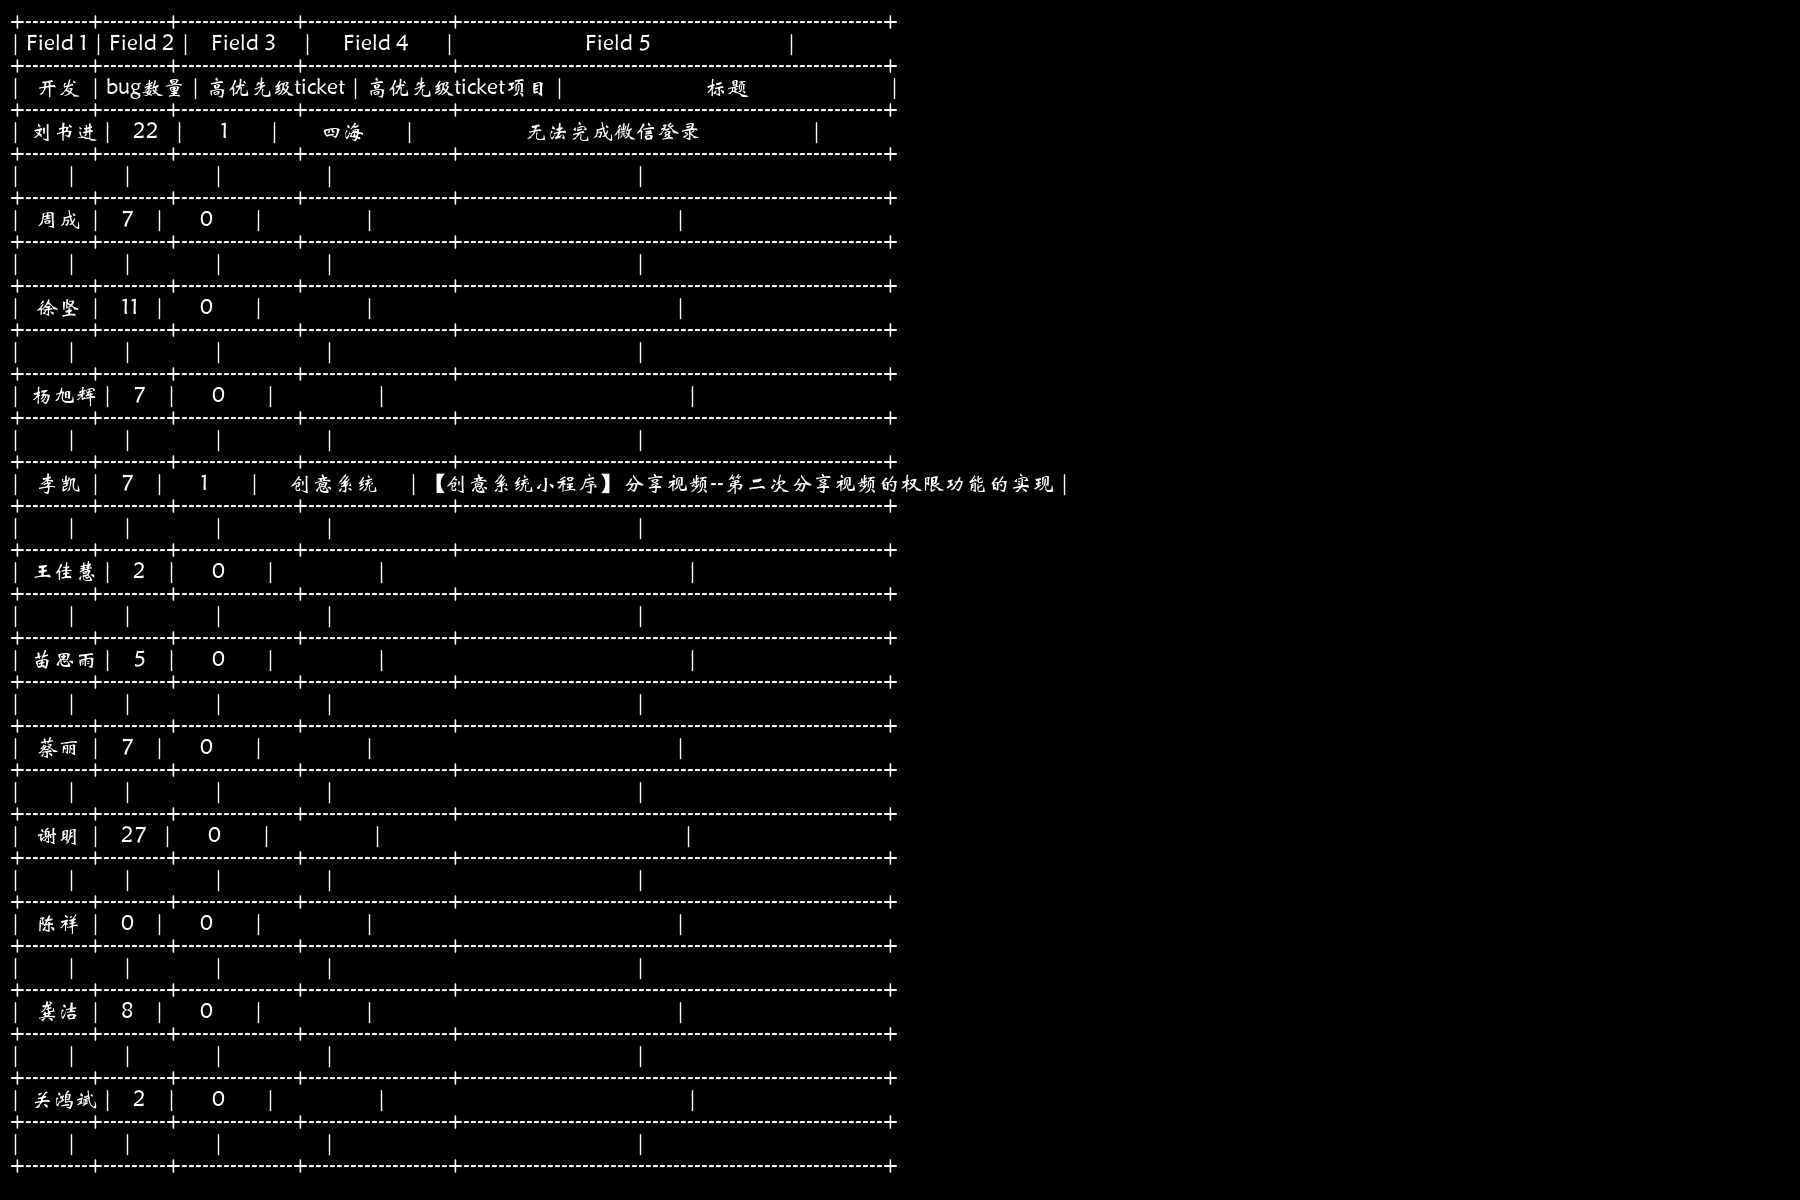 Field 1 | Field 2 | Field 3 | Field 4 | Field 5
开发 | bug数量 | 高优先级ticket | 高优先级ticket项目 | 标题
刘书进 | 22 | 1 | 四海 | 无法完成微信登录
周成 | 7 | 0
徐坚 | 11 | 0
杨旭辉 | 7 | 0
李凯 | 7 | 1 | 创意系统 | 【创意系统小程序】分享视频--第二次分享视频的权限功能的实现
王佳慧 | 2 | 0
苗思雨 | 5 | 0
蔡丽 | 7 | 0
谢明 | 27 | 0
陈祥 | 0 | 0
龚洁 | 8 | 0
关鸿斌 | 2 | 0